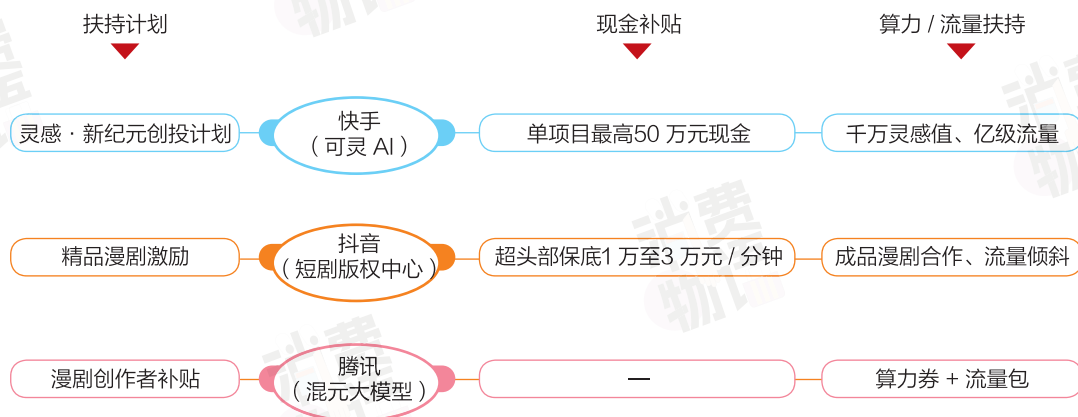 扶持计划
现金补贴
算力 / 流量扶持
灵感 · 新纪元创投计划
快手
（可灵 AI）
单项目最高50 万元现金
千万灵感值、亿级流量
精品漫剧激励
抖音
（短剧版权中心）
超头部保底1 万至3 万元 / 分钟
成品漫剧合作、流量倾斜
漫剧创作者补贴
腾讯
（混元大模型）
—
算力券 + 流量包